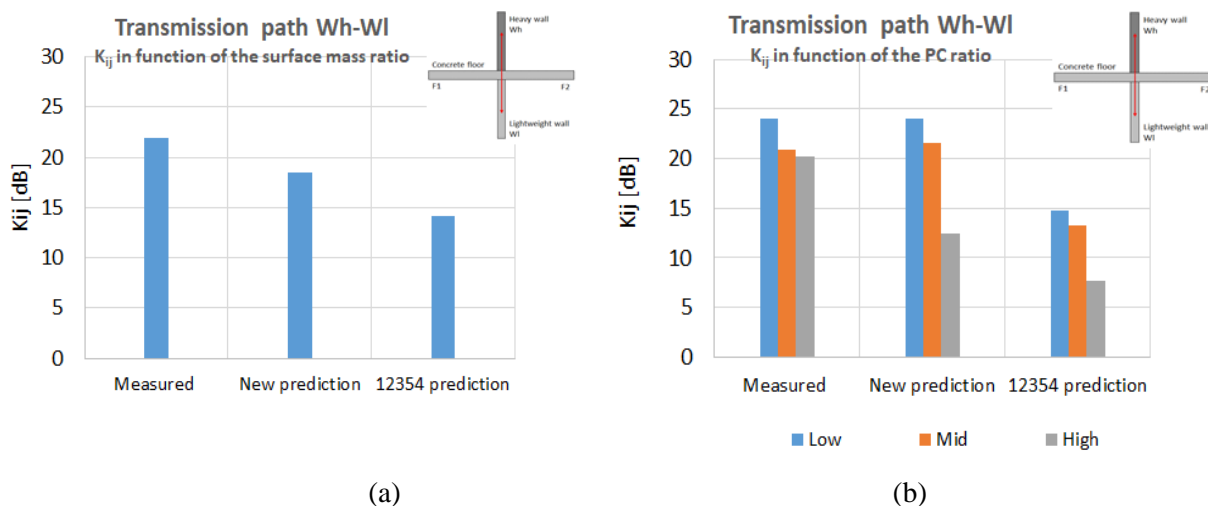 Transmission path Wh-Wl
Kij in function of the surface mass ratio
Heavy wall
Wh
Concrete floor
F1
F2
Lightweight wall
Wl
Kij [dB]
30
25
20
15
10
5
0
Measured
New prediction
12354 prediction
(a)
Transmission path Wh-Wl
Kij in function of the PC ratio
Heavy wall
Wh
Concrete floor
F1
F2
Lightweight wall
Wl
Kij [dB]
30
25
20
15
10
5
0
Measured
New prediction
12354 prediction
Low
Mid
High
(b)